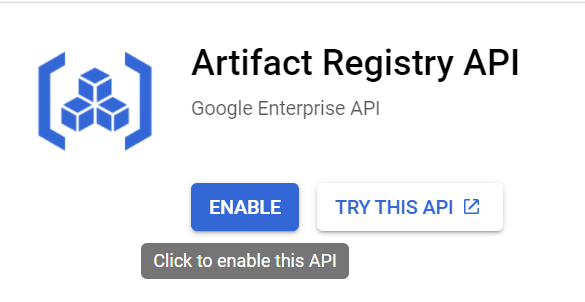 Artifact Registry API
Google Enterprise API
ENABLE
TRY THIS API
Click to enable this API